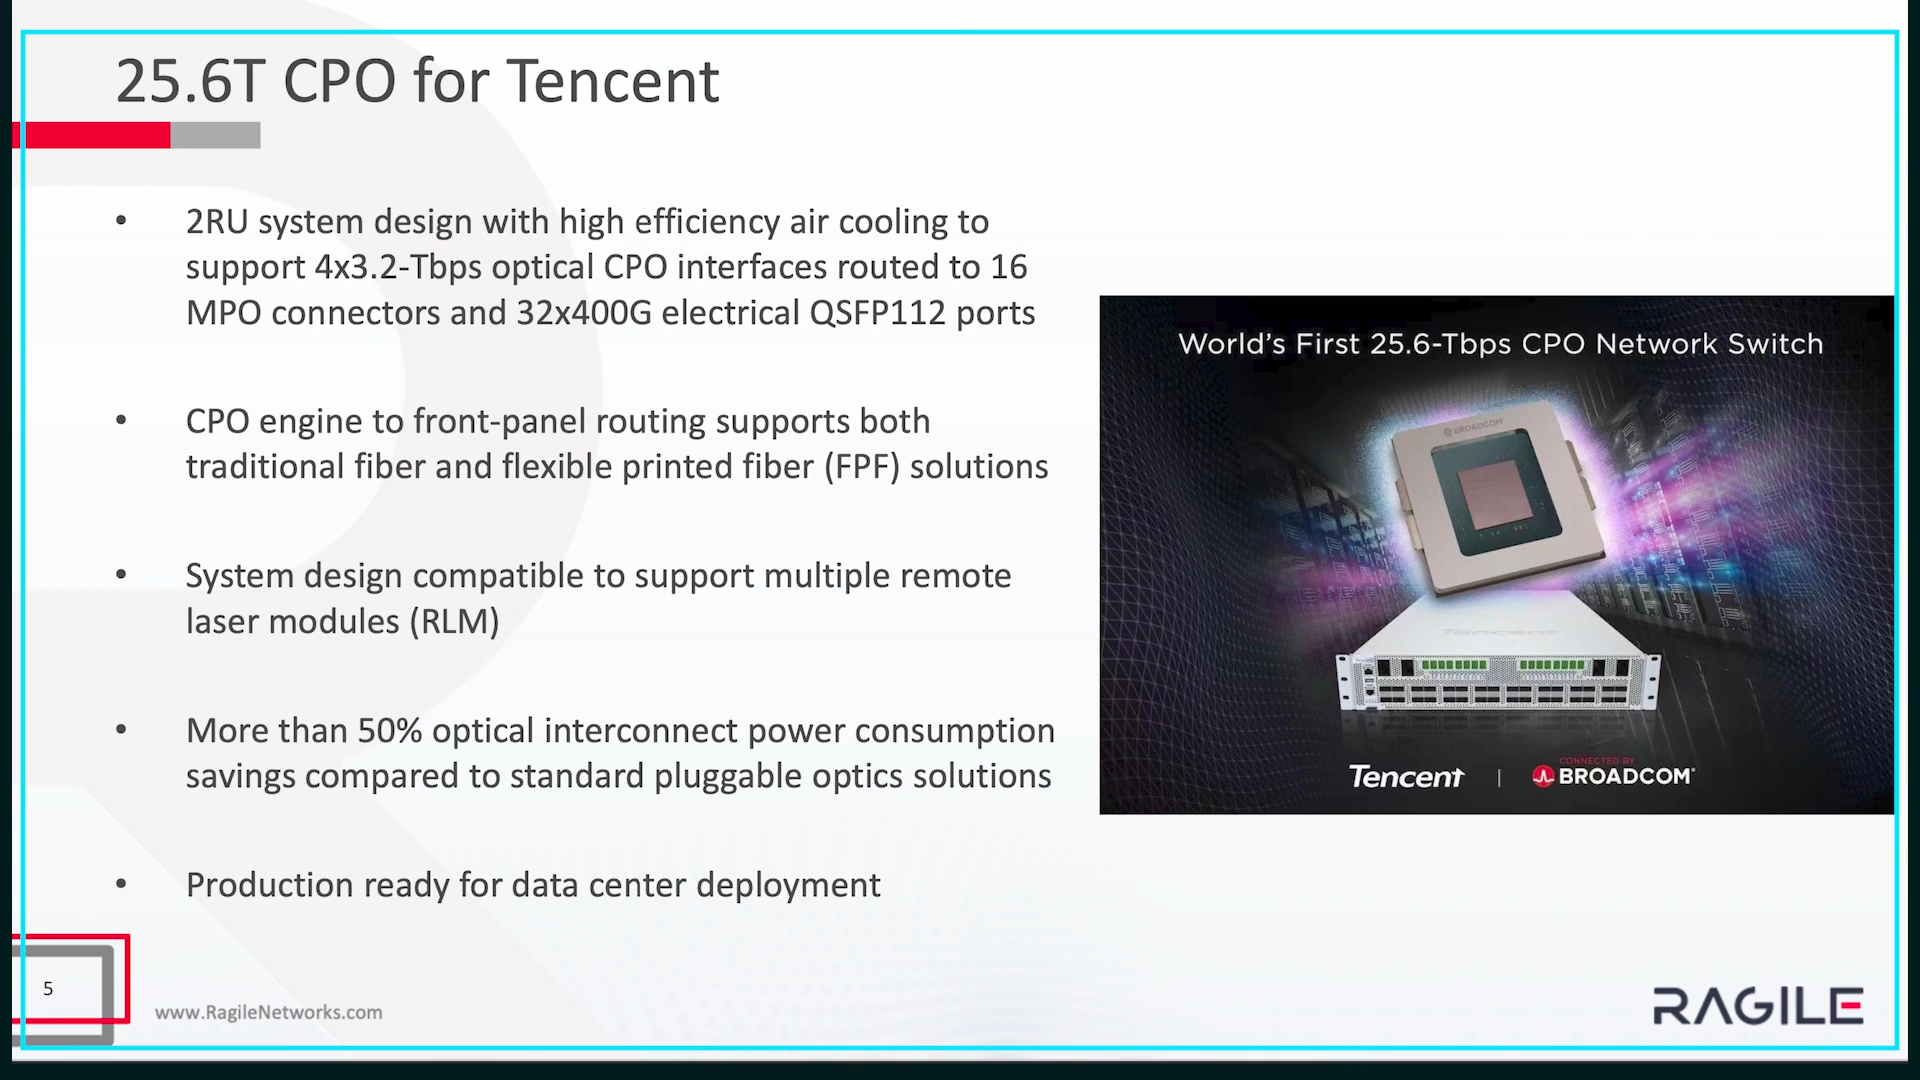 25.6T CPO for Tencent
• 2RU system design with high efficiency air cooling to
support 4x3.2-Tbps optical CPO interfaces routed to 16
MPO connectors and 32x400G electrical QSFP112 ports
• CPO engine to front-panel routing supports both
traditional fiber and flexible printed fiber (FPF) solutions
• System design compatible to support multiple remote
laser modules (RLM)
• More than 50% optical interconnect power consumption
savings compared to standard pluggable optics solutions
• Production ready for data center deployment
World's First 25.6-Tbps CPO Network Switch
BROADCOM
Tencent
Tencent | CONNECTED BY
BROADCOM®
5
www.RagileNetworks.com
RAGILE